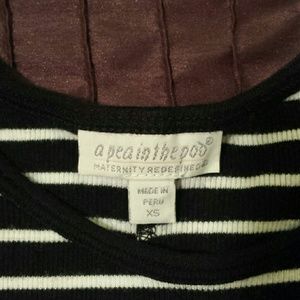 a pea in the pod®
MATERNITY REDEFINED®
MADE IN
PERU
XS